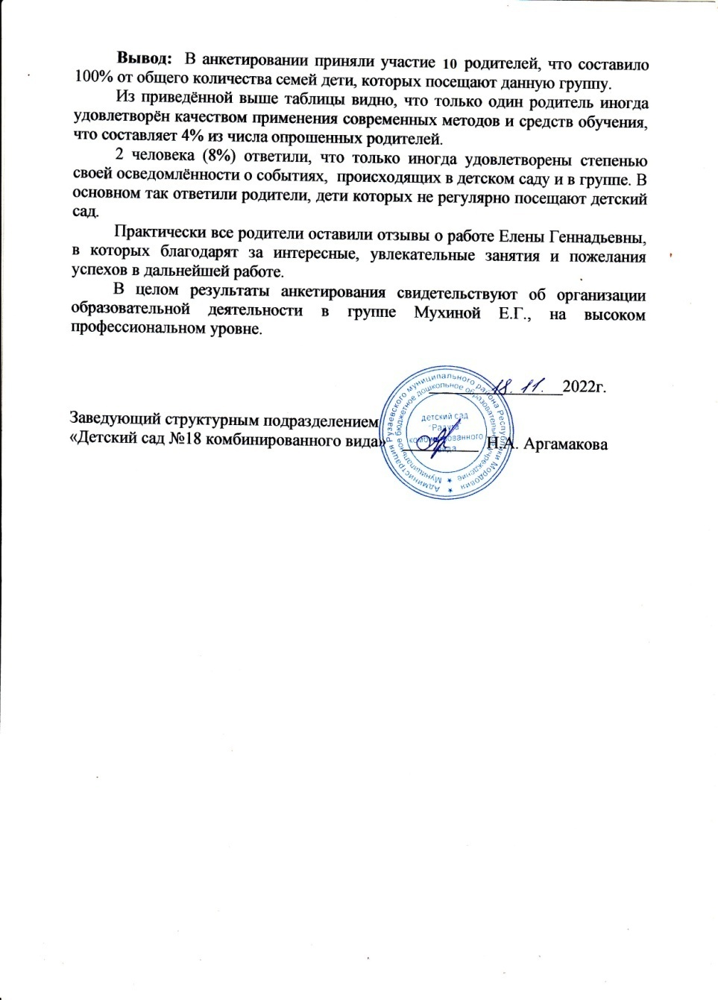 Вывод: В анкетировании приняли участие 10 родителей, что составило
100% от общего количества семей дети, которых посещают данную группу.
Из приведённой выше таблицы видно, что только один родитель иногда
удовлетворён качеством применения современных методов и средств обучения,
что составляет 4% из числа опрошенных родителей.
2 человека (8%) ответили, что только иногда удовлетворены степенью
своей осведомлённости о событиях, происходящих в детском саду и в группе. В
основном так ответили родители, дети которых не регулярно посещают детский
сад.
Практически все родители оставили отзывы о работе Елены Геннадьевны,
в которых благодарят за интересные, увлекательные занятия и пожелания
успехов в дальнейшей работе.
В целом результаты анкетирования свидетельствуют об организации
образовательной деятельности в группе Мухиной Е.Г., на высоком
профессиональном уровне.
18. 11. 2022г.
Заведующий структурным подразделением
«Детский сад №18 комбинированного вида» Н.А. Аргамакова
Администрация Рузаевского муниципального района Республики Мордовия
Муниципальное бюджетное дошкольное образовательное учреждение
детский сад
"Радуга
комбинированного
вида